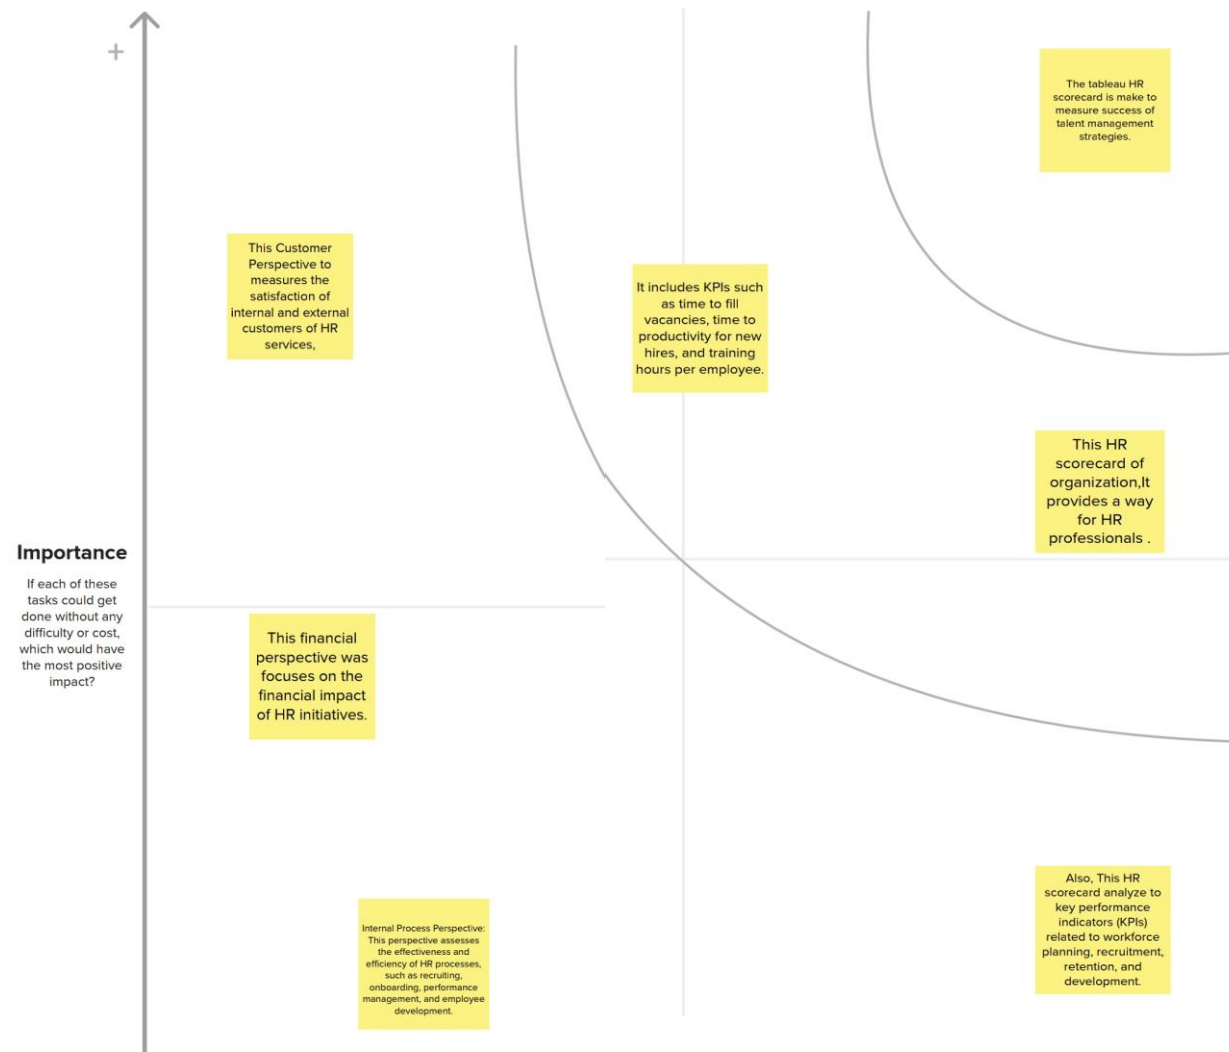 +
The tableau HR
scorecard is make to
measure success of
talent management
strategies.
This Customer
Perspective to
measures the
satisfaction of
internal and external
customers of HR
services,
It includes KPIs such
as time to fill
vacancies, time to
productivity for new
hires, and training
hours per employee.
This HR
scorecard of
organization,It
provides a way
for HR
professionals .
Importance
If each of these
tasks could get
done without any
difficulty or cost,
which would have
the most positive
impact?
This financial
perspective was
focuses on the
financial impact
of HR initiatives.
Internal Process Perspective:
This perspective assesses
the effectiveness and
efficiency of HR processes,
such as recruiting,
onboarding, performance
management, and employee
development.
Also, This HR
scorecard analyze to
key performance
indicators (KPIs)
related to workforce
planning, recruitment,
retention, and
development.